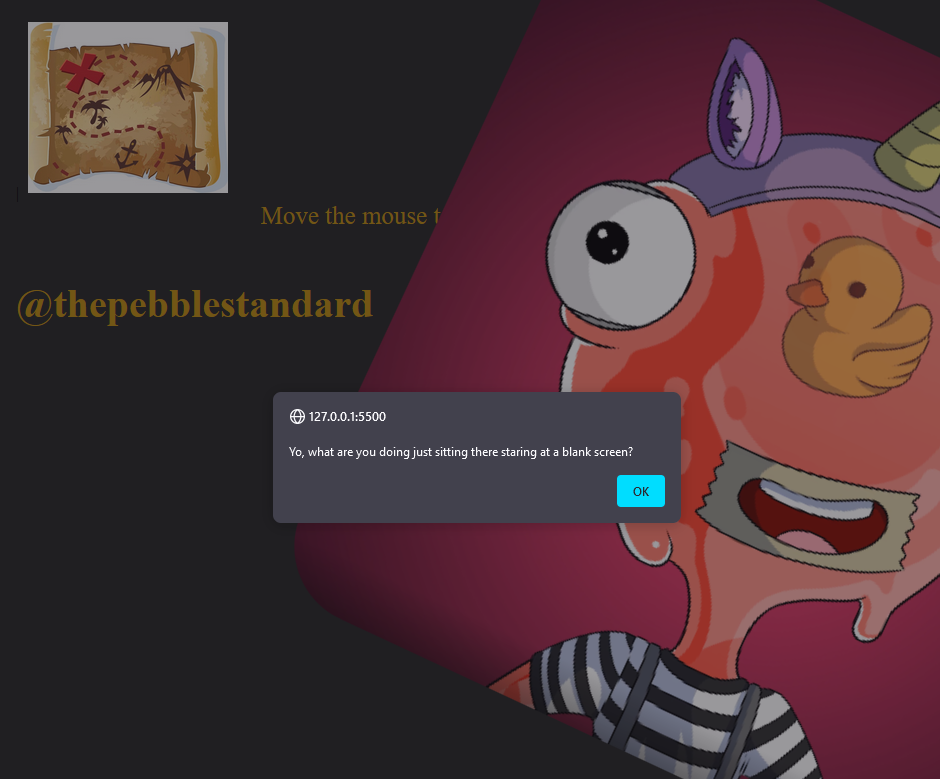 Move the mouse t
@thepebblestandard
127.0.0.1:5500
Yo, what are you doing just sitting there staring at a blank screen?
OK